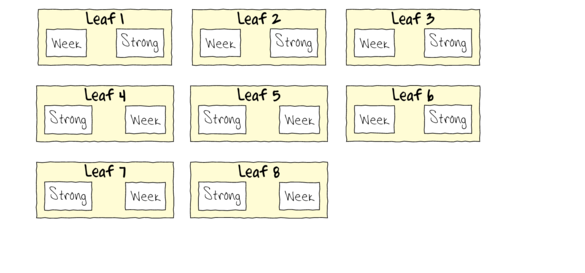 Leaf 1
Week Strong
Leaf 2
Week Strong
Leaf 3
Week Strong
Leaf 4
Strong Week
Leaf 5
Strong Week
Leaf 6
Week Strong
Leaf 7
Strong Week
Leaf 8
Strong Week